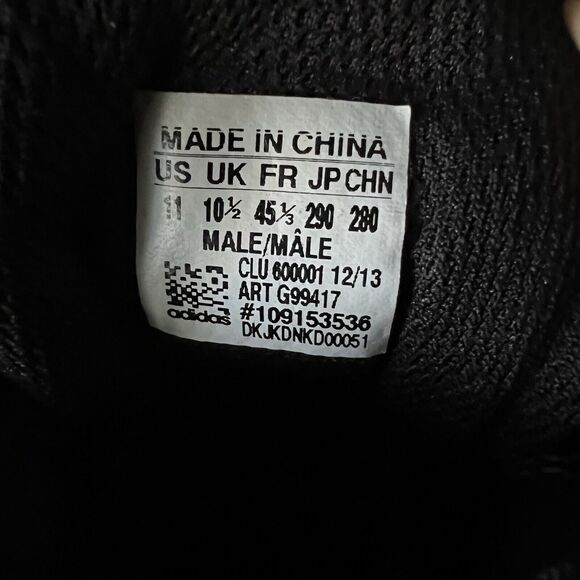 MADE IN CHINA
US UK FR JP CHN
11 10½ 45⅓ 290 280
MALE/MÂLE
CLU 600001 12/13
ART G99417
#109153536
adidas DKJKDNKD00051